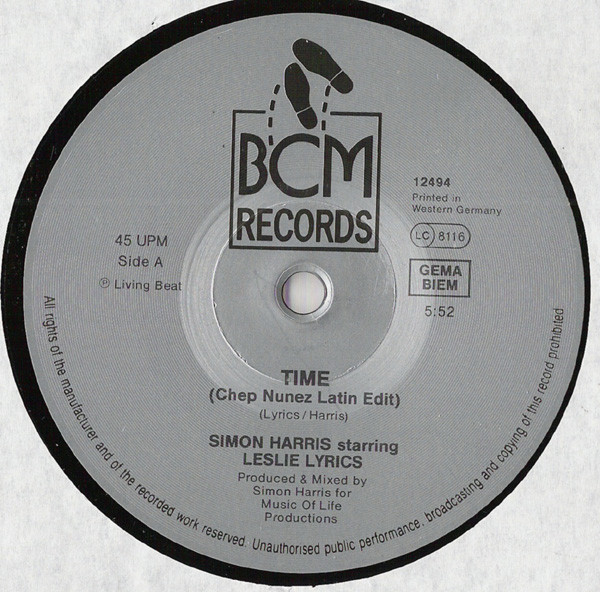 BCM
RECORDS
12494
Printed in
Western Germany
LC 8116
GEMA
BIEM
5:52
45 UPM
Side A
℗ Living Beat
TIME
(Chep Nunez Latin Edit)
(Lyrics/Harris)
SIMON HARRIS starring
LESLIE LYRICS
Produced & Mixed by
Simon Harris for
Music Of Life
Productions
All rights of the manufacturer and of the recorded work reserved. Unauthorised public performance, broadcasting and copying of this record prohibited